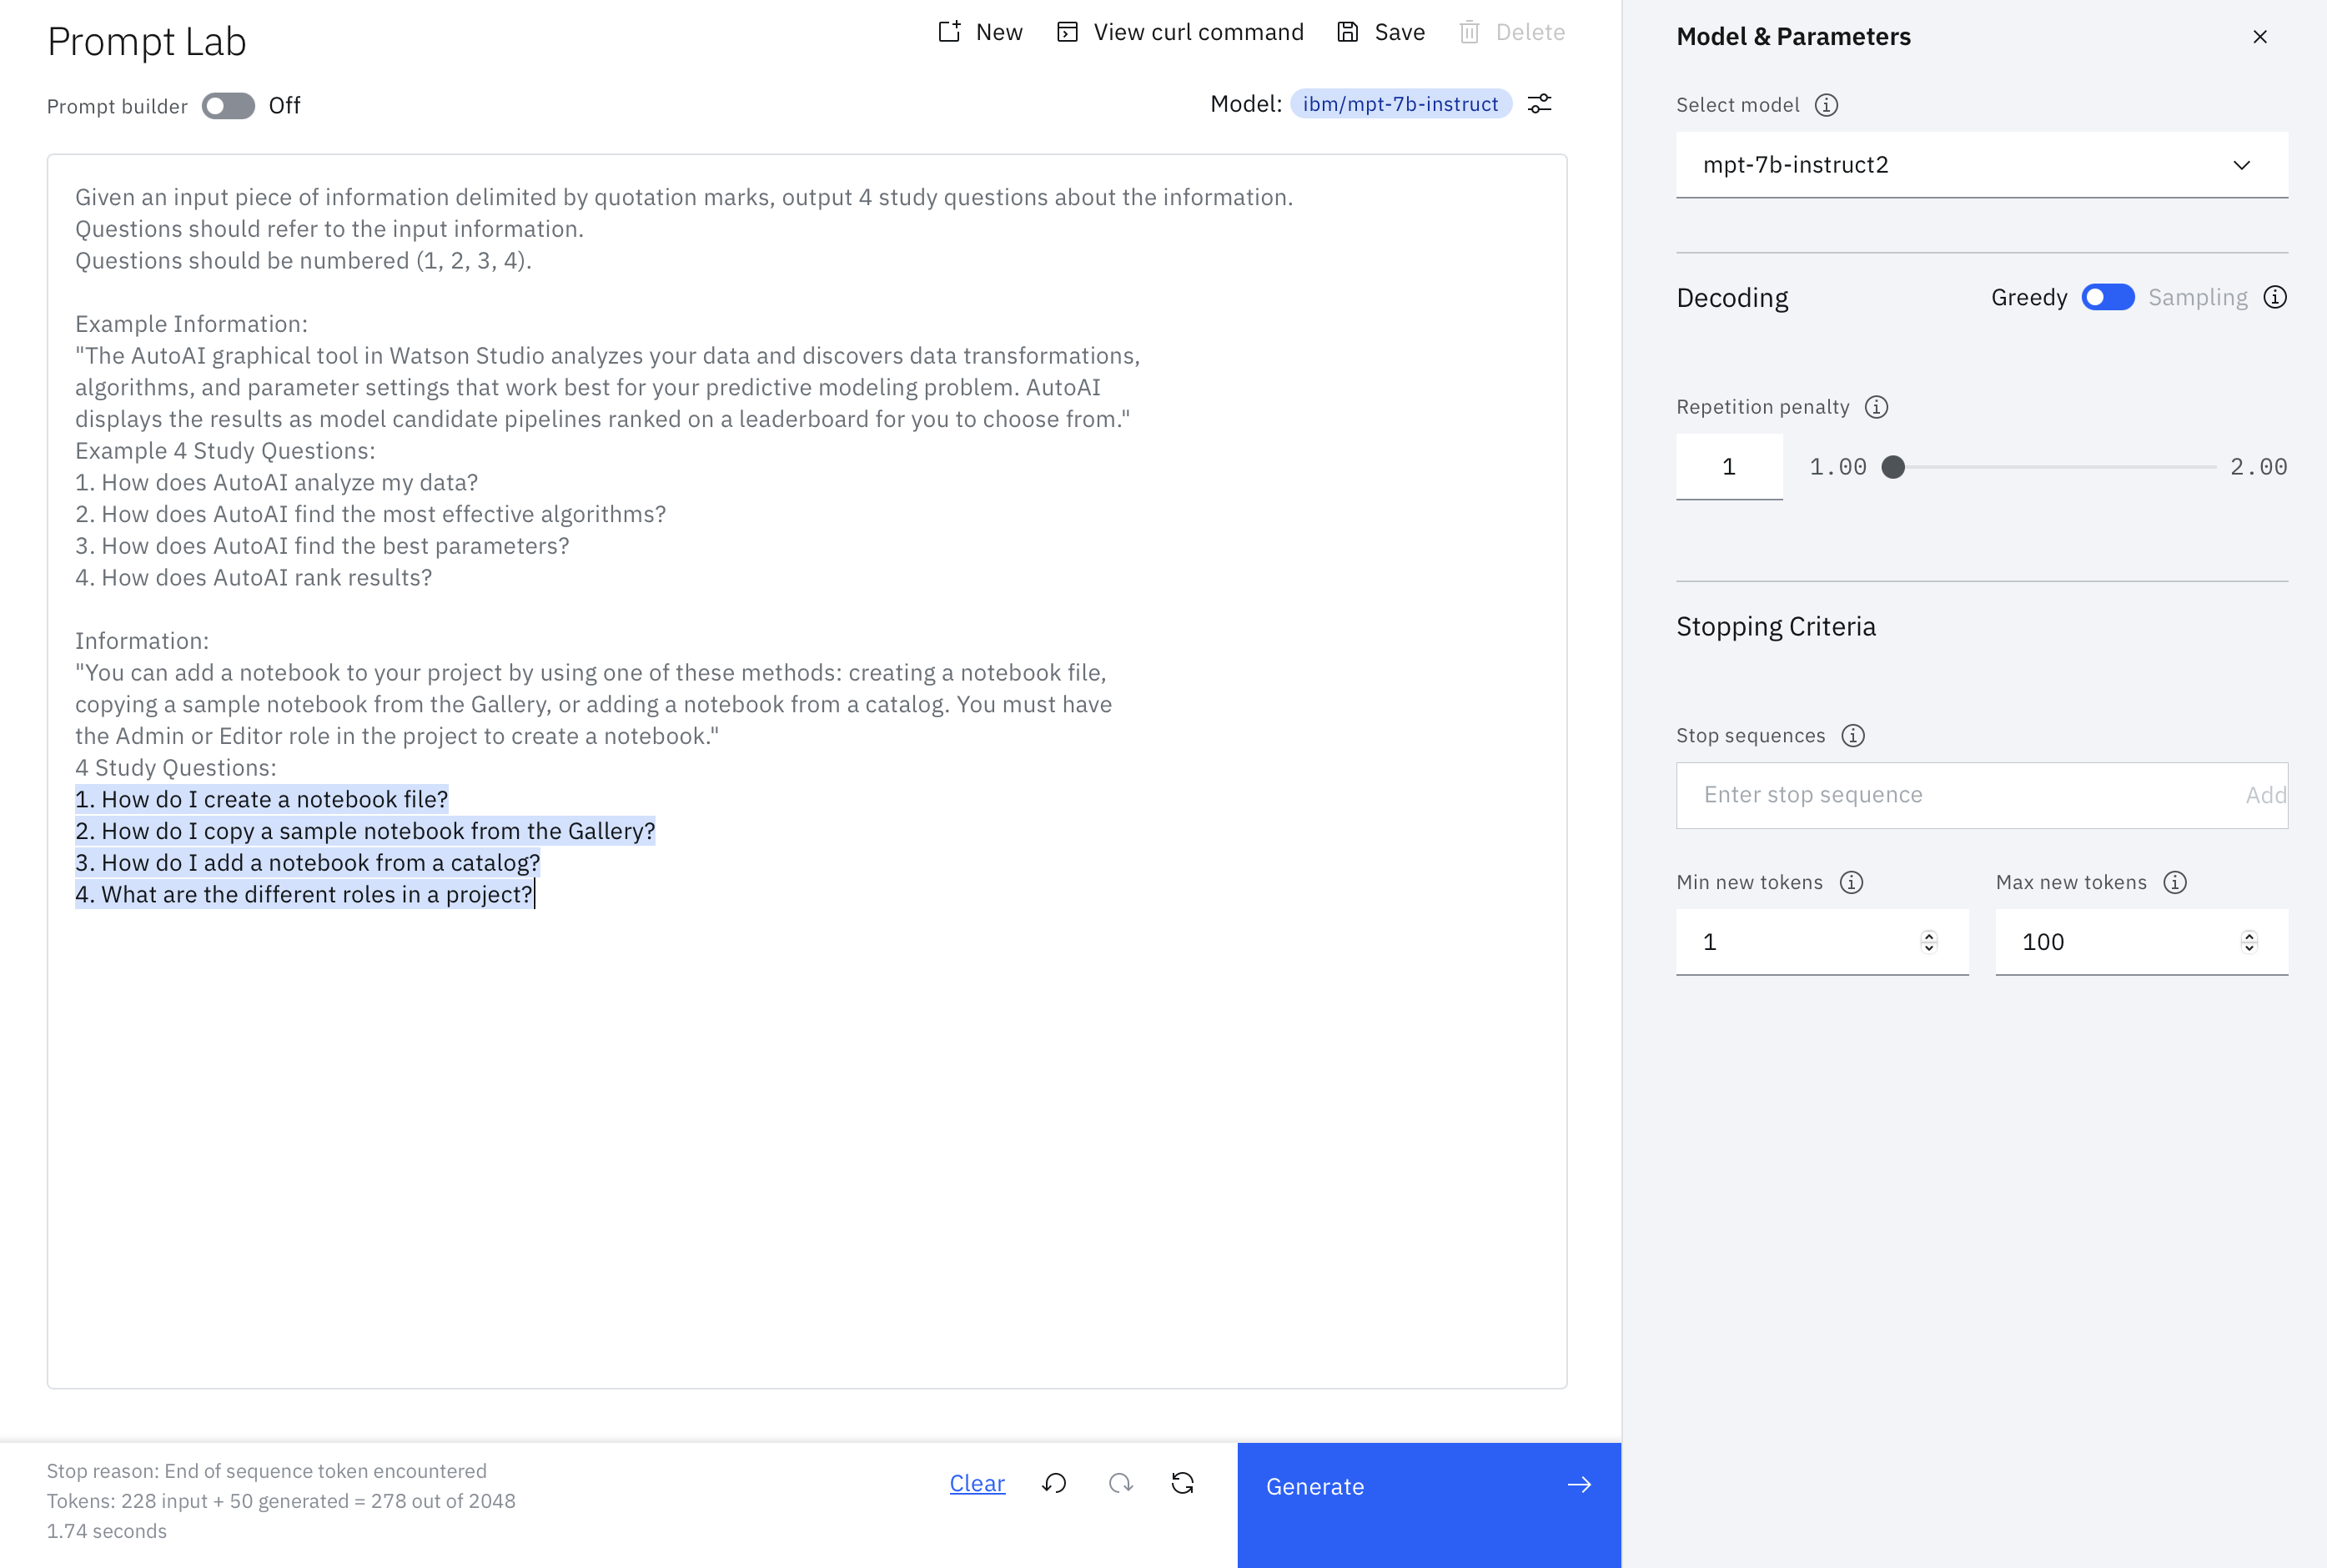 Prompt Lab
New
View curl command
Save
Delete
Prompt builder
Off
Model:
ibm/mpt-7b-instruct
Given an input piece of information delimited by quotation marks, output 4 study questions about the information.
Questions should refer to the input information.
Questions should be numbered (1, 2, 3, 4).
Example Information:
"The AutoAI graphical tool in Watson Studio analyzes your data and discovers data transformations,
algorithms, and parameter settings that work best for your predictive modeling problem. AutoAI
displays the results as model candidate pipelines ranked on a leaderboard for you to choose from."
Example 4 Study Questions:
1. How does AutoAI analyze my data?
2. How does AutoAI find the most effective algorithms?
3. How does AutoAI find the best parameters?
4. How does AutoAI rank results?
Information:
"You can add a notebook to your project by using one of these methods: creating a notebook file,
copying a sample notebook from the Gallery, or adding a notebook from a catalog. You must have
the Admin or Editor role in the project to create a notebook."
4 Study Questions:
1. How do I create a notebook file?
2. How do I copy a sample notebook from the Gallery?
3. How do I add a notebook from a catalog?
4. What are the different roles in a project?
Stop reason: End of sequence token encountered
Tokens: 228 input + 50 generated = 278 out of 2048
1.74 seconds
Clear
Generate
Model & Parameters
Select model
mpt-7b-instruct2
Decoding
Greedy
Sampling
Repetition penalty
1
1.00
2.00
Stopping Criteria
Stop sequences
Enter stop sequence
Add
Min new tokens
Max new tokens
1
100